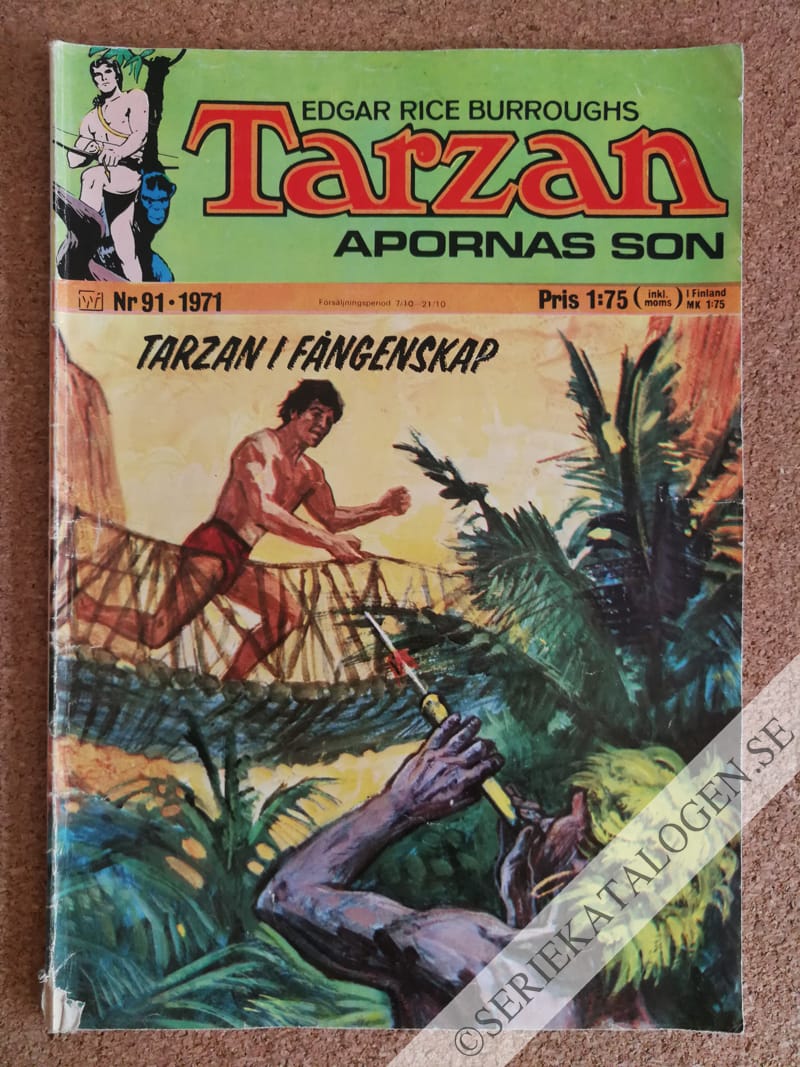 EDGAR RICE BURROUGHS
Tarzan
APORNAS SON
Wi Nr 91 • 1971 Försäljningsperiod 7/10–21/10 Pris 1:75 (inkl. moms) i Finland MK 1:75
TARZAN I FÅNGENSKAP
©SERIEKATALOGEN.SE